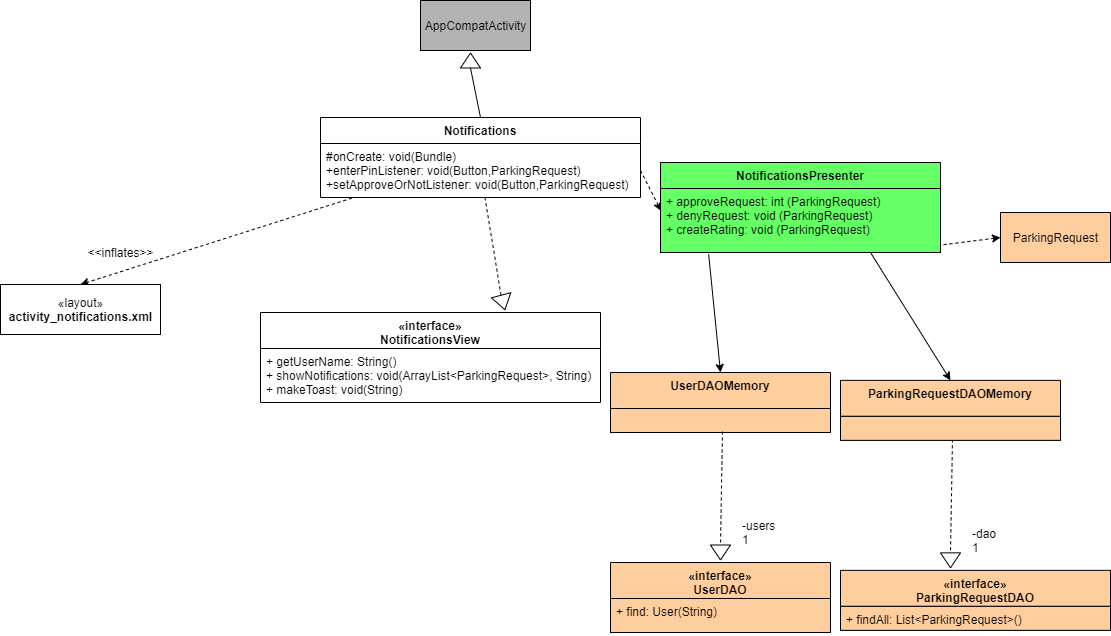 AppCompatActivity
Notifications
#onCreate: void(Bundle)
+enterPinListener: void(Button,ParkingRequest)
+setApproveOrNotListener: void(Button,ParkingRequest)
NotificationsPresenter
+ approveRequest: int (ParkingRequest)
+ denyRequest: void (ParkingRequest)
+ createRating: void (ParkingRequest)
ParkingRequest
<<inflates>>
«layout»
activity_notifications.xml
«interface»
NotificationsView
+ getUserName: String()
+ showNotifications: void(ArrayList<ParkingRequest>, String)
+ makeToast: void(String)
UserDAOMemory
ParkingRequestDAOMemory
-users
1
-dao
1
«interface»
UserDAO
+ find: User(String)
«interface»
ParkingRequestDAO
+ findAll: List<ParkingRequest>()